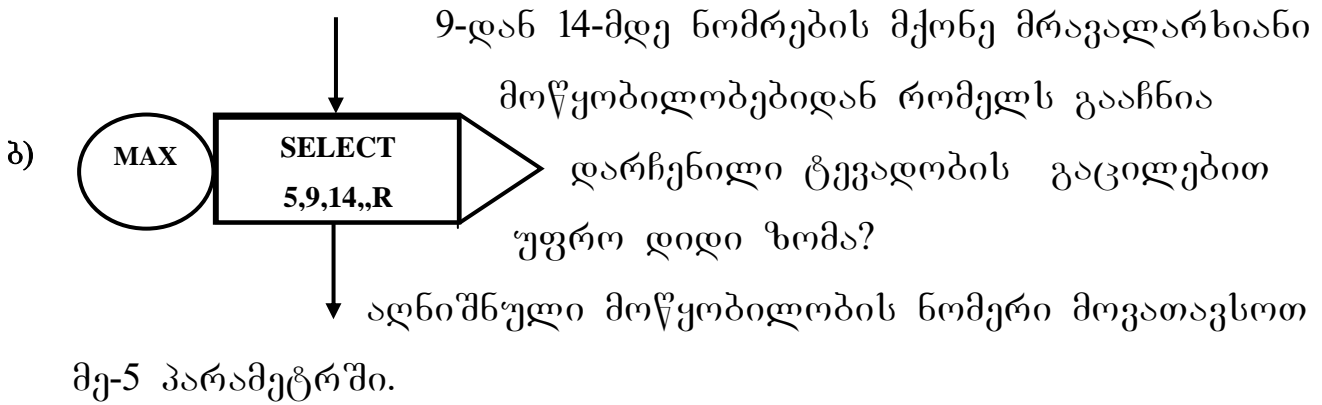 9-დან 14-მდე ნომრების მქონე მრავალარხიანი
მოწყობილობებიდან რომელს გააჩნია
ბ)
MAX
SELECT
5,9,14,,R
დარჩენილი ტევადობის გაცილებით
უფრო დიდი ზომა?
აღნიშნული მოწყობილობის ნომერი მოვათავსოთ
მე-5 პარამეტრში.